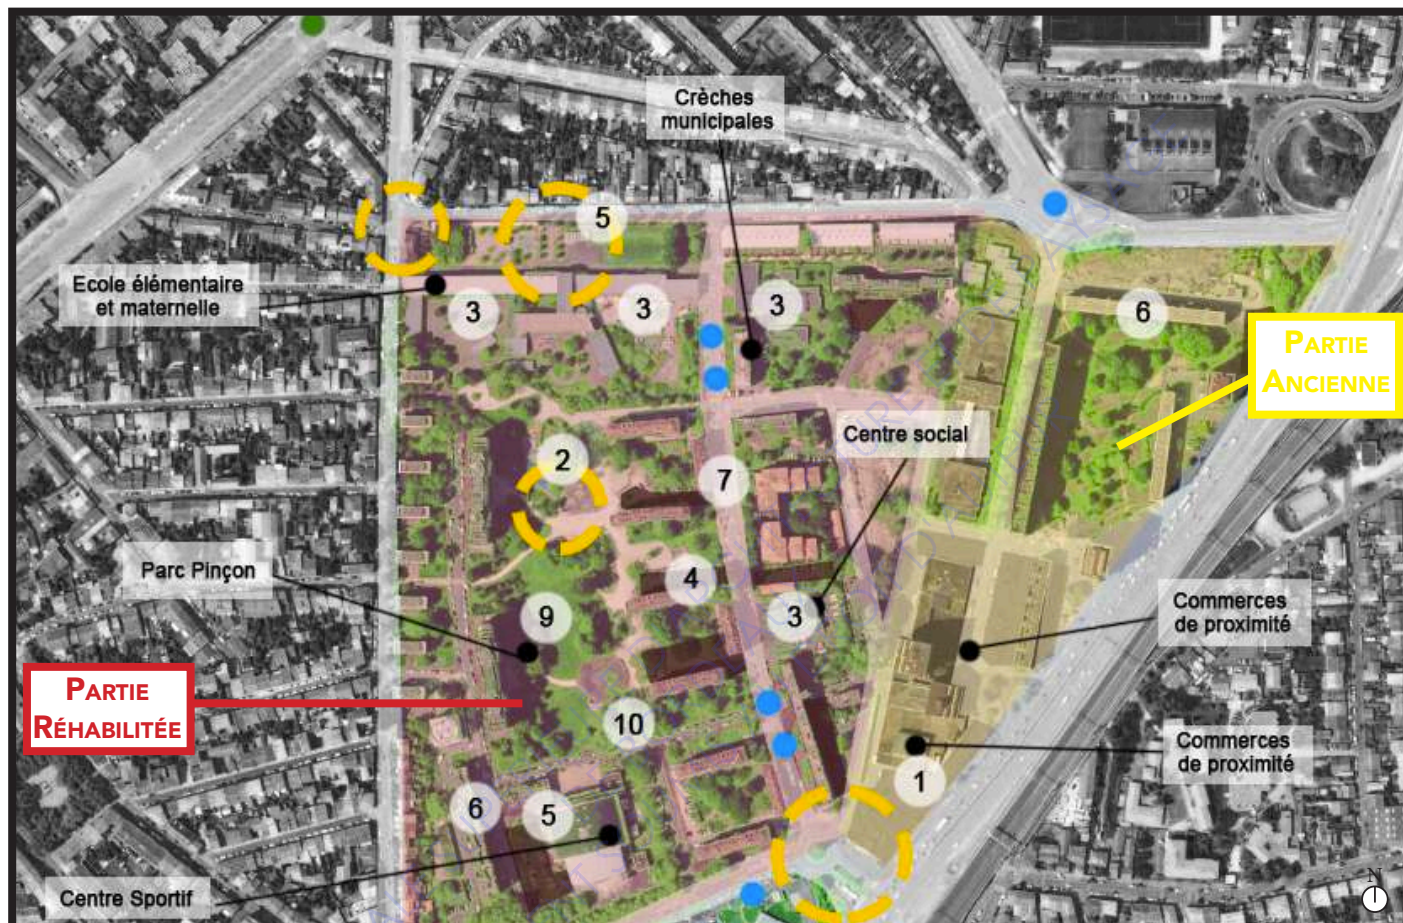 Crèches
municipales
5
Ecole élémentaire
et maternelle
3
3
3
6
PARTIE
ANCIENNE
Centre social
2
7
Parc Pinçon
4
9
3
Commerces
de proximité
PARTIE
RÉHABILITÉE
10
Commerces
de proximité
6
5
1
Centre Sportif
N